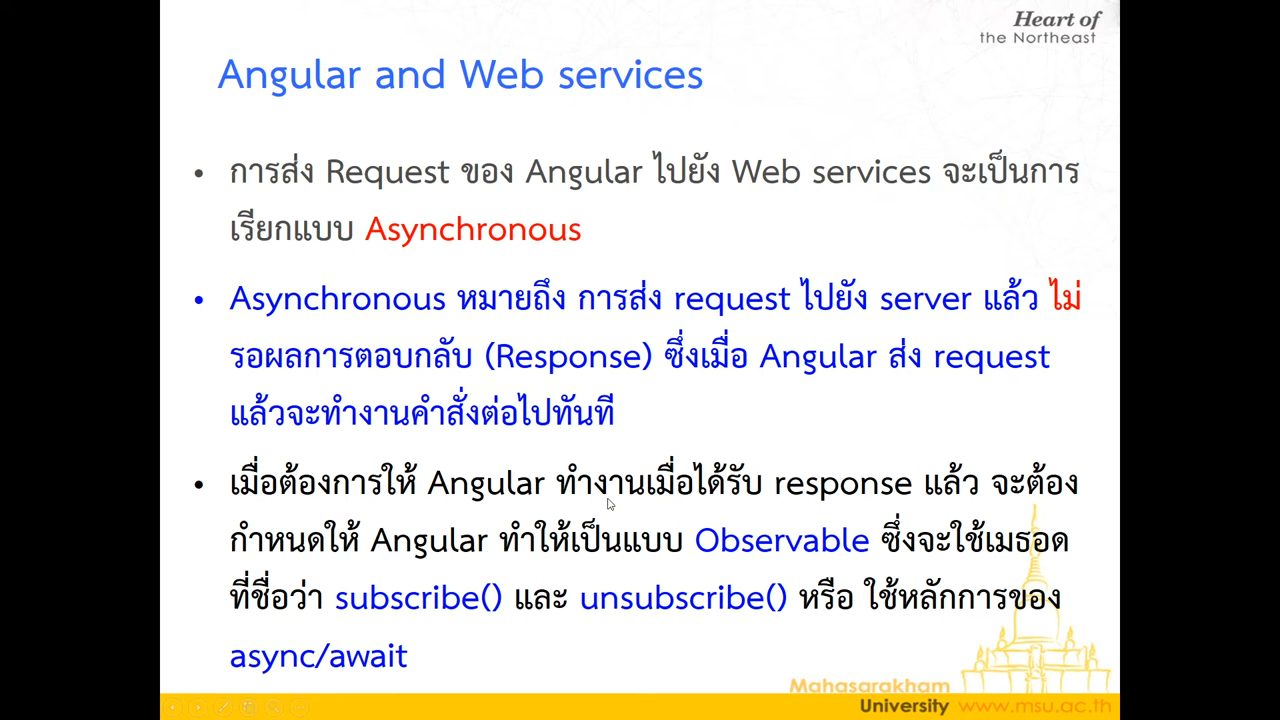 Heart of
the Northeast
Angular and Web services
• การส่ง Request ของ Angular ไปยัง Web services จะเป็นการ
เรียกแบบ Asynchronous
• Asynchronous หมายถึง การส่ง request ไปยัง server แล้ว ไม่
รอผลการตอบกลับ (Response) ซึ่งเมื่อ Angular ส่ง request
แล้วจะทำงานคำสั่งต่อไปทันที
• เมื่อต้องการให้ Angular ทำงานเมื่อได้รับ response แล้ว จะต้อง
กำหนดให้ Angular ทำให้เป็นแบบ Observable ซึ่งจะใช้เมธอด
ที่ชื่อว่า subscribe() และ unsubscribe() หรือ ใช้หลักการของ
async/await
Mahasarakham
University www.msu.ac.th